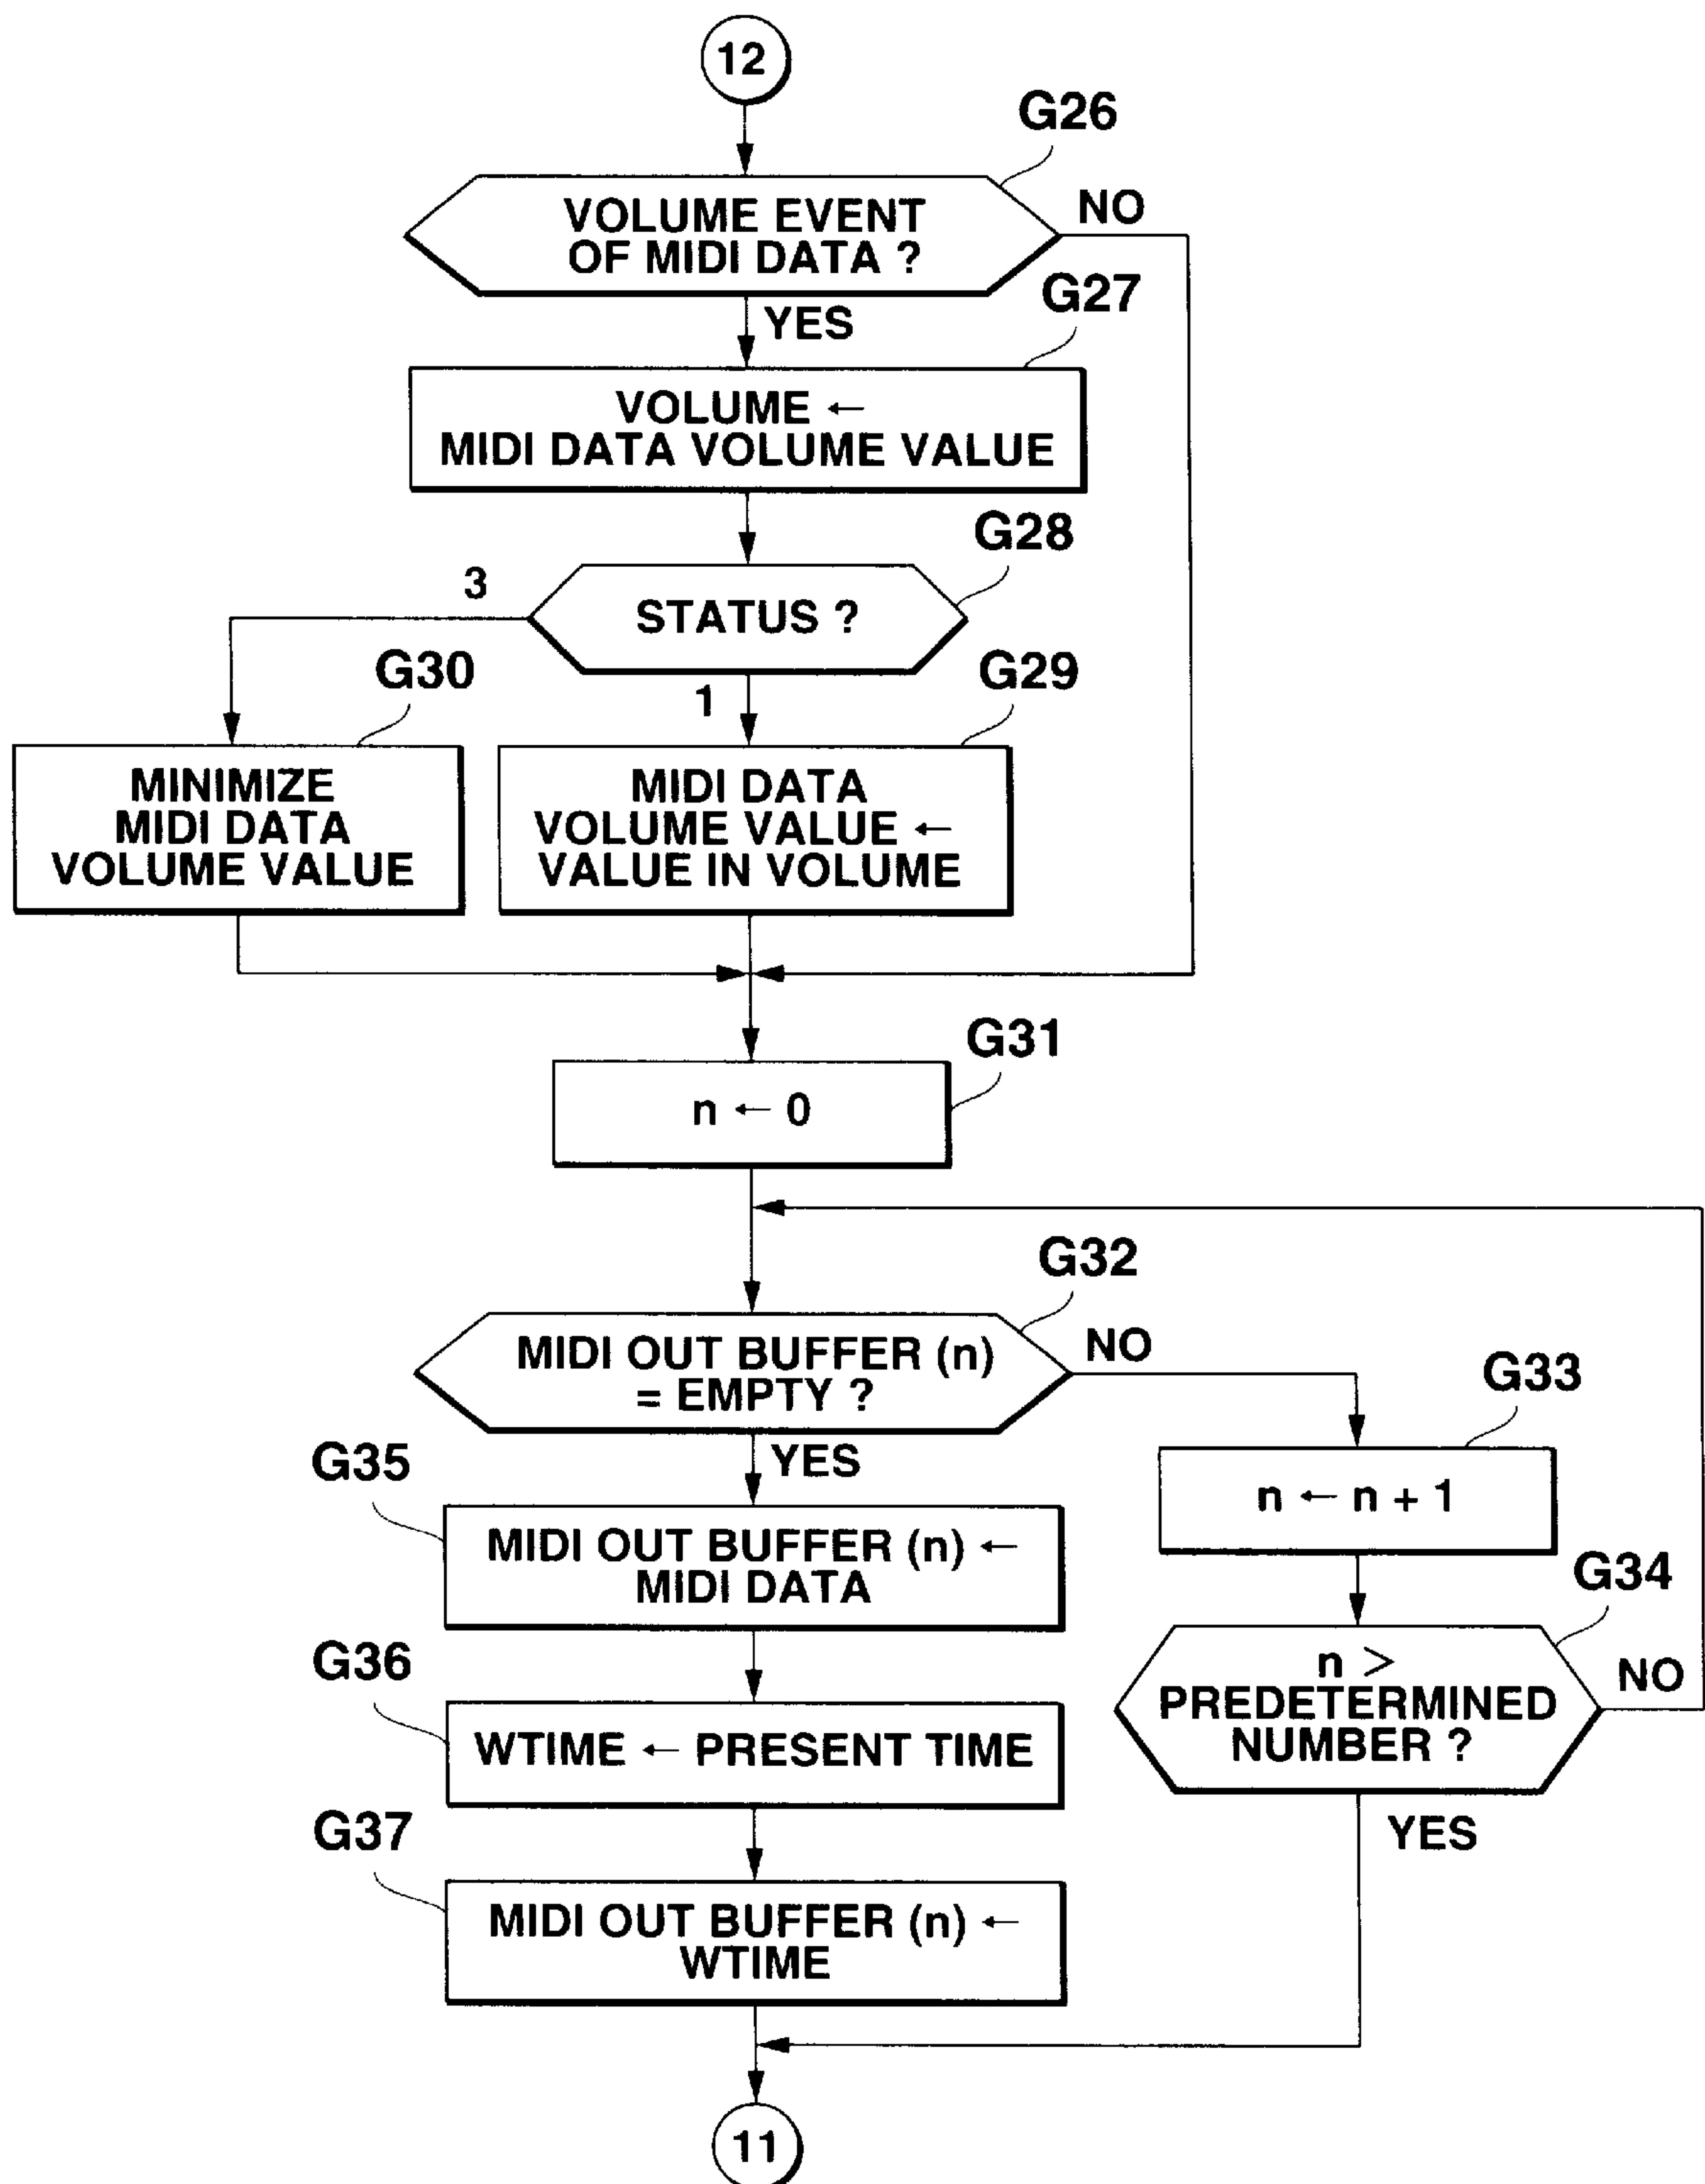 12
G26
VOLUME EVENT
OF MIDI DATA ?
NO
G27
YES
VOLUME ←
MIDI DATA VOLUME VALUE
G28
3
STATUS ?
G30
G29
1
MINIMIZE
MIDI DATA
VOLUME VALUE
MIDI DATA
VOLUME VALUE ←
VALUE IN VOLUME
G31
n ← 0
G32
MIDI OUT BUFFER (n)
= EMPTY ?
NO
G33
YES
n ← n + 1
G35
MIDI OUT BUFFER (n) ←
MIDI DATA
G34
n >
PREDETERMINED
NUMBER ?
NO
YES
G36
WTIME ← PRESENT TIME
G37
MIDI OUT BUFFER (n) ←
WTIME
11